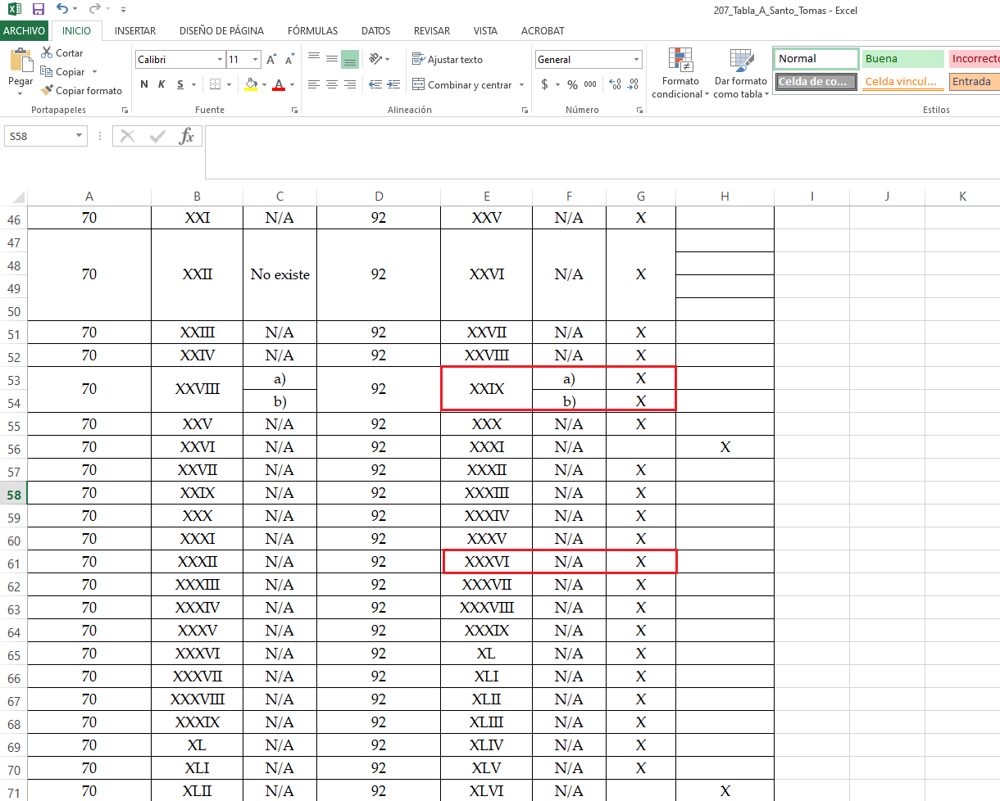 207_Tabla_A_Santo_Tomas - Excel
ARCHIVO INICIO INSERTAR DISEÑO DE PÁGINA FÓRMULAS DATOS REVISAR VISTA ACROBAT
Pegar
Cortar
Copiar
Copiar formato
Portapapeles
Calibri 11
N K S
Fuente
Ajustar texto
Combinar y centrar
Alineación
General
$ % 000
Número
Formato condicional
Dar formato como tabla
Normal Buena Incorrecto
Celda de co... Celda vincul... Entrada
Estilos
S58 fx
A B C D E F G H I J K
46 70 XXI N/A 92 XXV N/A X
47
48 70 XXII No existe 92 XXVI N/A X
49
50
51 70 XXIII N/A 92 XXVII N/A X
52 70 XXIV N/A 92 XXVIII N/A X
53 70 XXVIII a) 92 XXIX a) X
54 b) b) X
55 70 XXV N/A 92 XXX N/A X
56 70 XXVI N/A 92 XXXI N/A X
57 70 XXVII N/A 92 XXXII N/A X
58 70 XXIX N/A 92 XXXIII N/A X
59 70 XXX N/A 92 XXXIV N/A X
60 70 XXXI N/A 92 XXXV N/A X
61 70 XXXII N/A 92 XXXVI N/A X
62 70 XXXIII N/A 92 XXXVII N/A X
63 70 XXXIV N/A 92 XXXVIII N/A X
64 70 XXXV N/A 92 XXXIX N/A X
65 70 XXXVI N/A 92 XL N/A X
66 70 XXXVII N/A 92 XLI N/A X
67 70 XXXVIII N/A 92 XLII N/A X
68 70 XXXIX N/A 92 XLIII N/A X
69 70 XL N/A 92 XLIV N/A X
70 70 XLI N/A 92 XLV N/A X
71 70 XLII N/A 92 XLVI N/A X